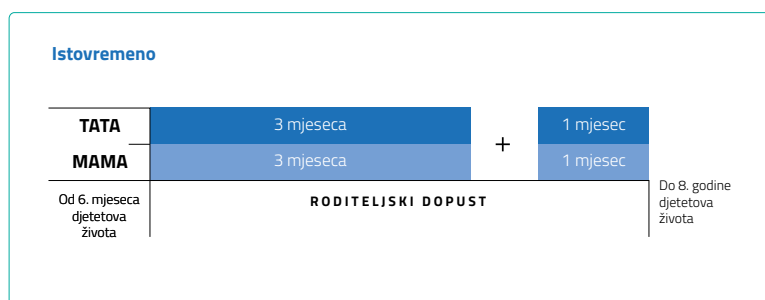 Istovremeno
TATA 3 mjeseca + 1 mjesec
MAMA 3 mjeseca 1 mjesec
Od 6. mjeseca
djetetova
života
RODITELJSKI DOPUST
Do 8. godine
djetetova
života